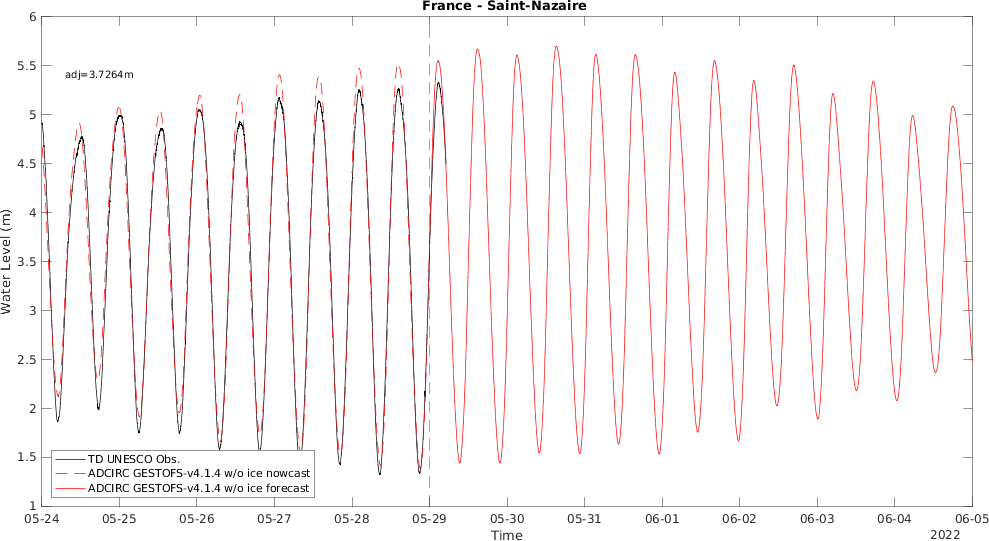 France - Saint-Nazaire
6
5.5
5
4.5
4
3.5
3
2.5
2
1.5
1
Water Level (m)
adj=3.7264m
TD UNESCO Obs.
ADCIRC GESTOFS-v4.1.4 w/o ice nowcast
ADCIRC GESTOFS-v4.1.4 w/o ice forecast
05-24 05-25 05-26 05-27 05-28 05-29 05-30 05-31 06-01 06-02 06-03 06-04 06-05
Time
2022